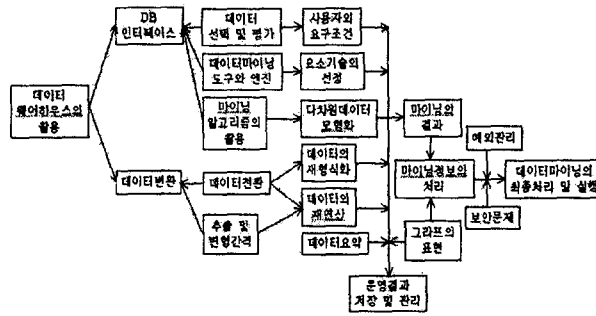 DB
인터페이스
데이터
선택 및 평가
사용자의
요구조건
데이터마이닝
도구와 엔진
요소기술의
선정
데이터
웨어하우스의
활용
마이닝
알고리즘의
활용
다차원데이터
모형화
마이닝의
결과
예외관리
데이터변환
데이터전환
데이터의
재형식화
마이닝정보의
처리
데이터마이닝의
최종처리 및 실행
데이터의
재연산
보안문제
추출 및
변형간격
데이터요약
그래프의
표현
운영결과
저장 및 관리